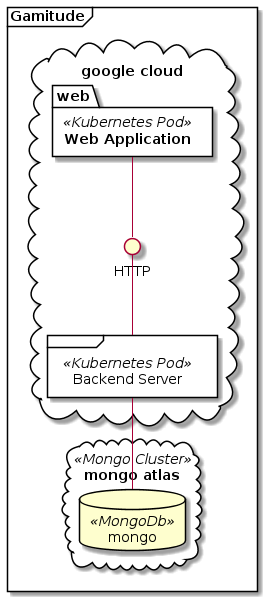 Gamitude
google cloud
web
«Kubernetes Pod»
Web Application
HTTP
«Kubernetes Pod»
Backend Server
«Mongo Cluster»
mongo atlas
«MongoDb»
mongo